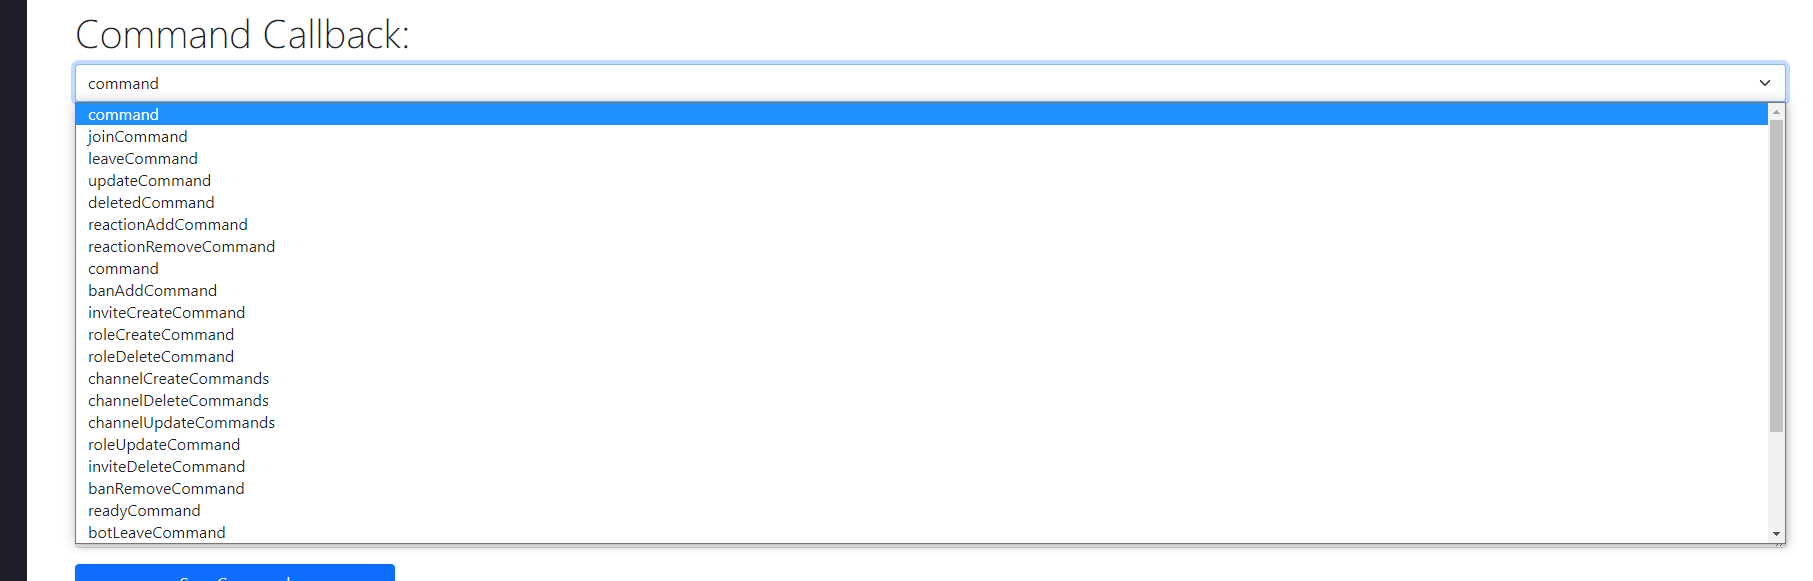 Command Callback:
command
command
joinCommand
leaveCommand
updateCommand
deletedCommand
reactionAddCommand
reactionRemoveCommand
command
banAddCommand
inviteCreateCommand
roleCreateCommand
roleDeleteCommand
channelCreateCommands
channelDeleteCommands
channelUpdateCommands
roleUpdateCommand
inviteDeleteCommand
banRemoveCommand
readyCommand
botLeaveCommand